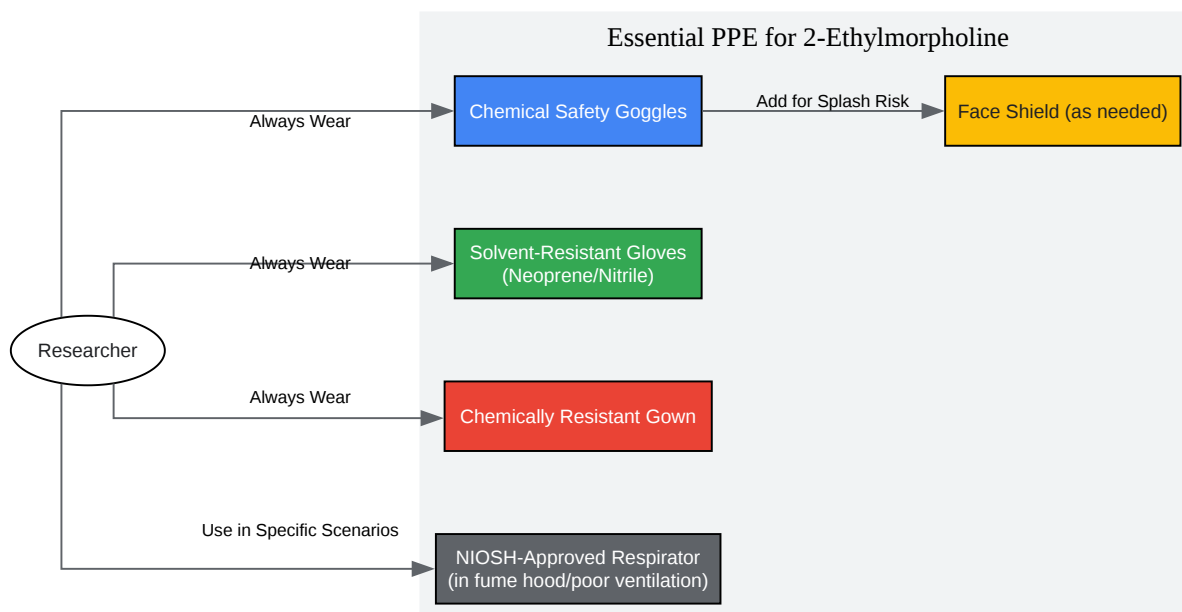 Essential PPE for 2-Ethylmorpholine
Always Wear
Chemical Safety Goggles
Add for Splash Risk
Face Shield (as needed)
Always Wear
Solvent-Resistant Gloves
(Neoprene/Nitrile)
Researcher
Always Wear
Chemically Resistant Gown
Use in Specific Scenarios
NIOSH-Approved Respirator
(in fume hood/poor ventilation)